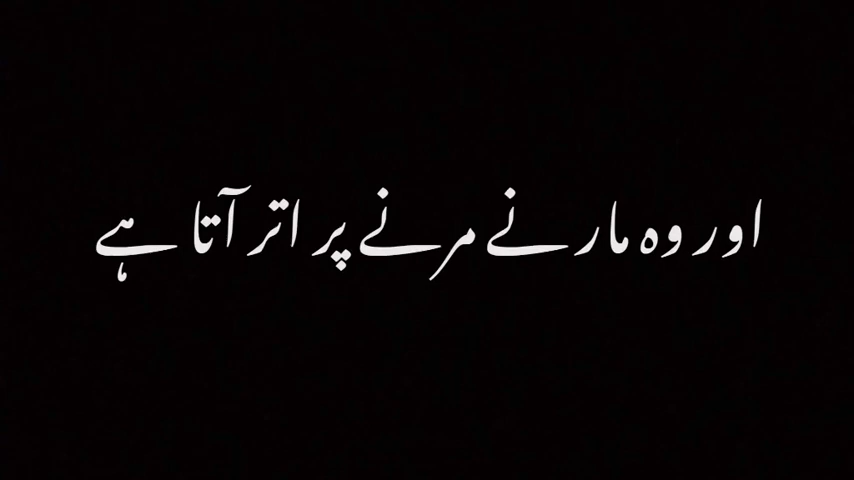 اور وہ مارنے مرنے پر اتر آتا ہے